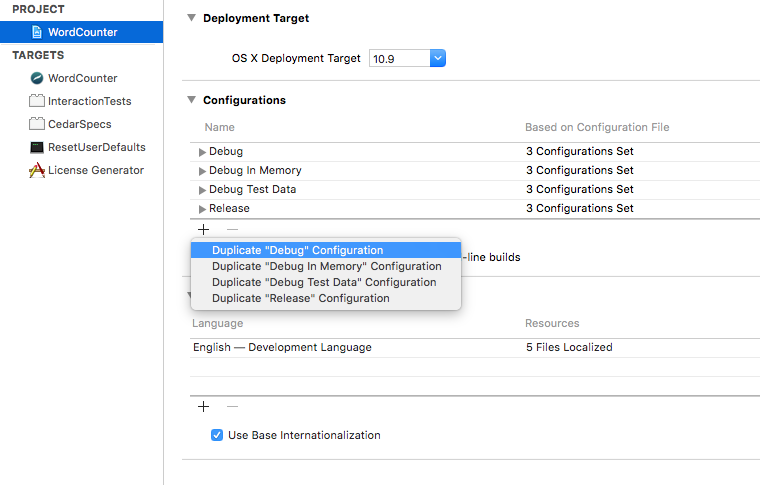 PROJECT
WordCounter
TARGETS
WordCounter
InteractionTests
CedarSpecs
ResetUserDefaults
License Generator
Deployment Target
OS X Deployment Target 10.9
Configurations
Name Based on Configuration File
Debug 3 Configurations Set
Debug In Memory 3 Configurations Set
Debug Test Data 3 Configurations Set
Release 3 Configurations Set
Duplicate "Debug" Configuration
-line builds
Duplicate "Debug In Memory" Configuration
Duplicate "Debug Test Data" Configuration
Duplicate "Release" Configuration
Language Resources
English — Development Language 5 Files Localized
Use Base Internationalization